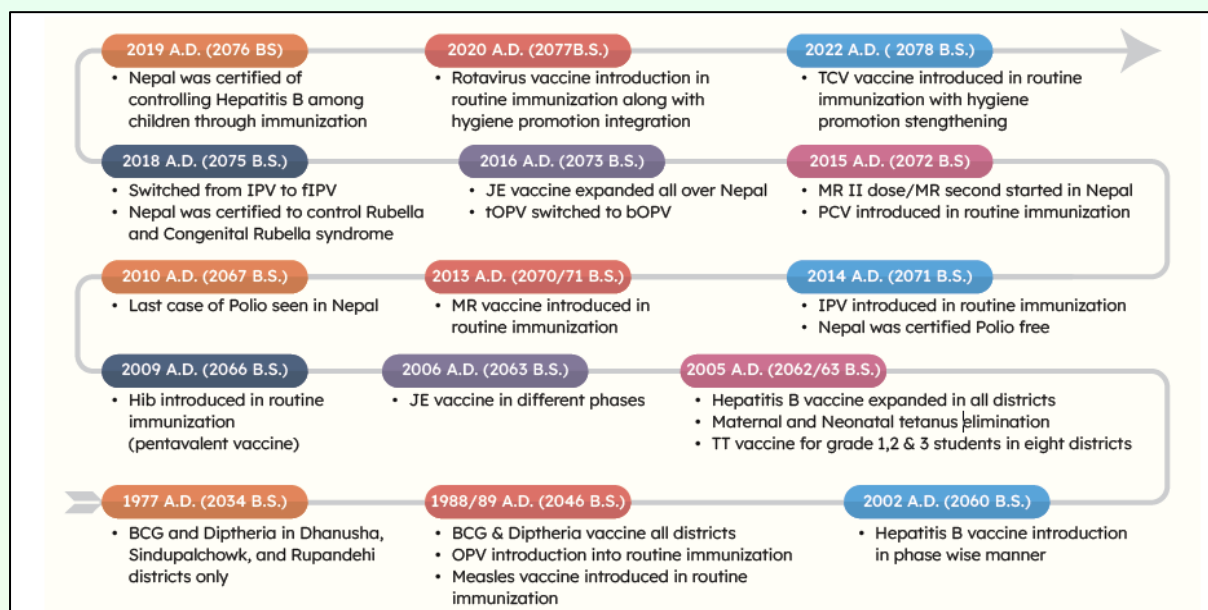 2019 A.D. (2076 BS)
• Nepal was certified of
controlling Hepatitis B among
children through immunization
2020 A.D. (2077B.S.)
• Rotavirus vaccine introduction in
routine immunization along with
hygiene promotion integration
2022 A.D. ( 2078 B.S.)
• TCV vaccine introduced in routine
immunization with hygiene
promotion stengthening
2018 A.D. (2075 B.S.)
• Switched from IPV to fIPV
• Nepal was certified to control Rubella
and Congenital Rubella syndrome
2016 A.D. (2073 B.S.)
• JE vaccine expanded all over Nepal
• tOPV switched to bOPV
2015 A.D. (2072 B.S)
• MR II dose/MR second started in Nepal
• PCV introduced in routine immunization
2010 A.D. (2067 B.S.)
• Last case of Polio seen in Nepal
2013 A.D. (2070/71 B.S.)
• MR vaccine introduced in
routine immunization
2014 A.D. (2071 B.S.)
• IPV introduced in routine immunization
• Nepal was certified Polio free
2009 A.D. (2066 B.S.)
• Hib introduced in routine
immunization
(pentavalent vaccine)
2006 A.D. (2063 B.S.)
• JE vaccine in different phases
2005 A.D. (2062/63 B.S.)
• Hepatitis B vaccine expanded in all districts
• Maternal and Neonatal tetanus elimination
• TT vaccine for grade 1,2 & 3 students in eight districts
1977 A.D. (2034 B.S.)
• BCG and Diptheria in Dhanusha,
Sindupalchowk, and Rupandehi
districts only
1988/89 A.D. (2046 B.S.)
• BCG & Diptheria vaccine all districts
• OPV introduction into routine immunization
• Measles vaccine introduced in routine
immunization
2002 A.D. (2060 B.S.)
• Hepatitis B vaccine introduction
in phase wise manner